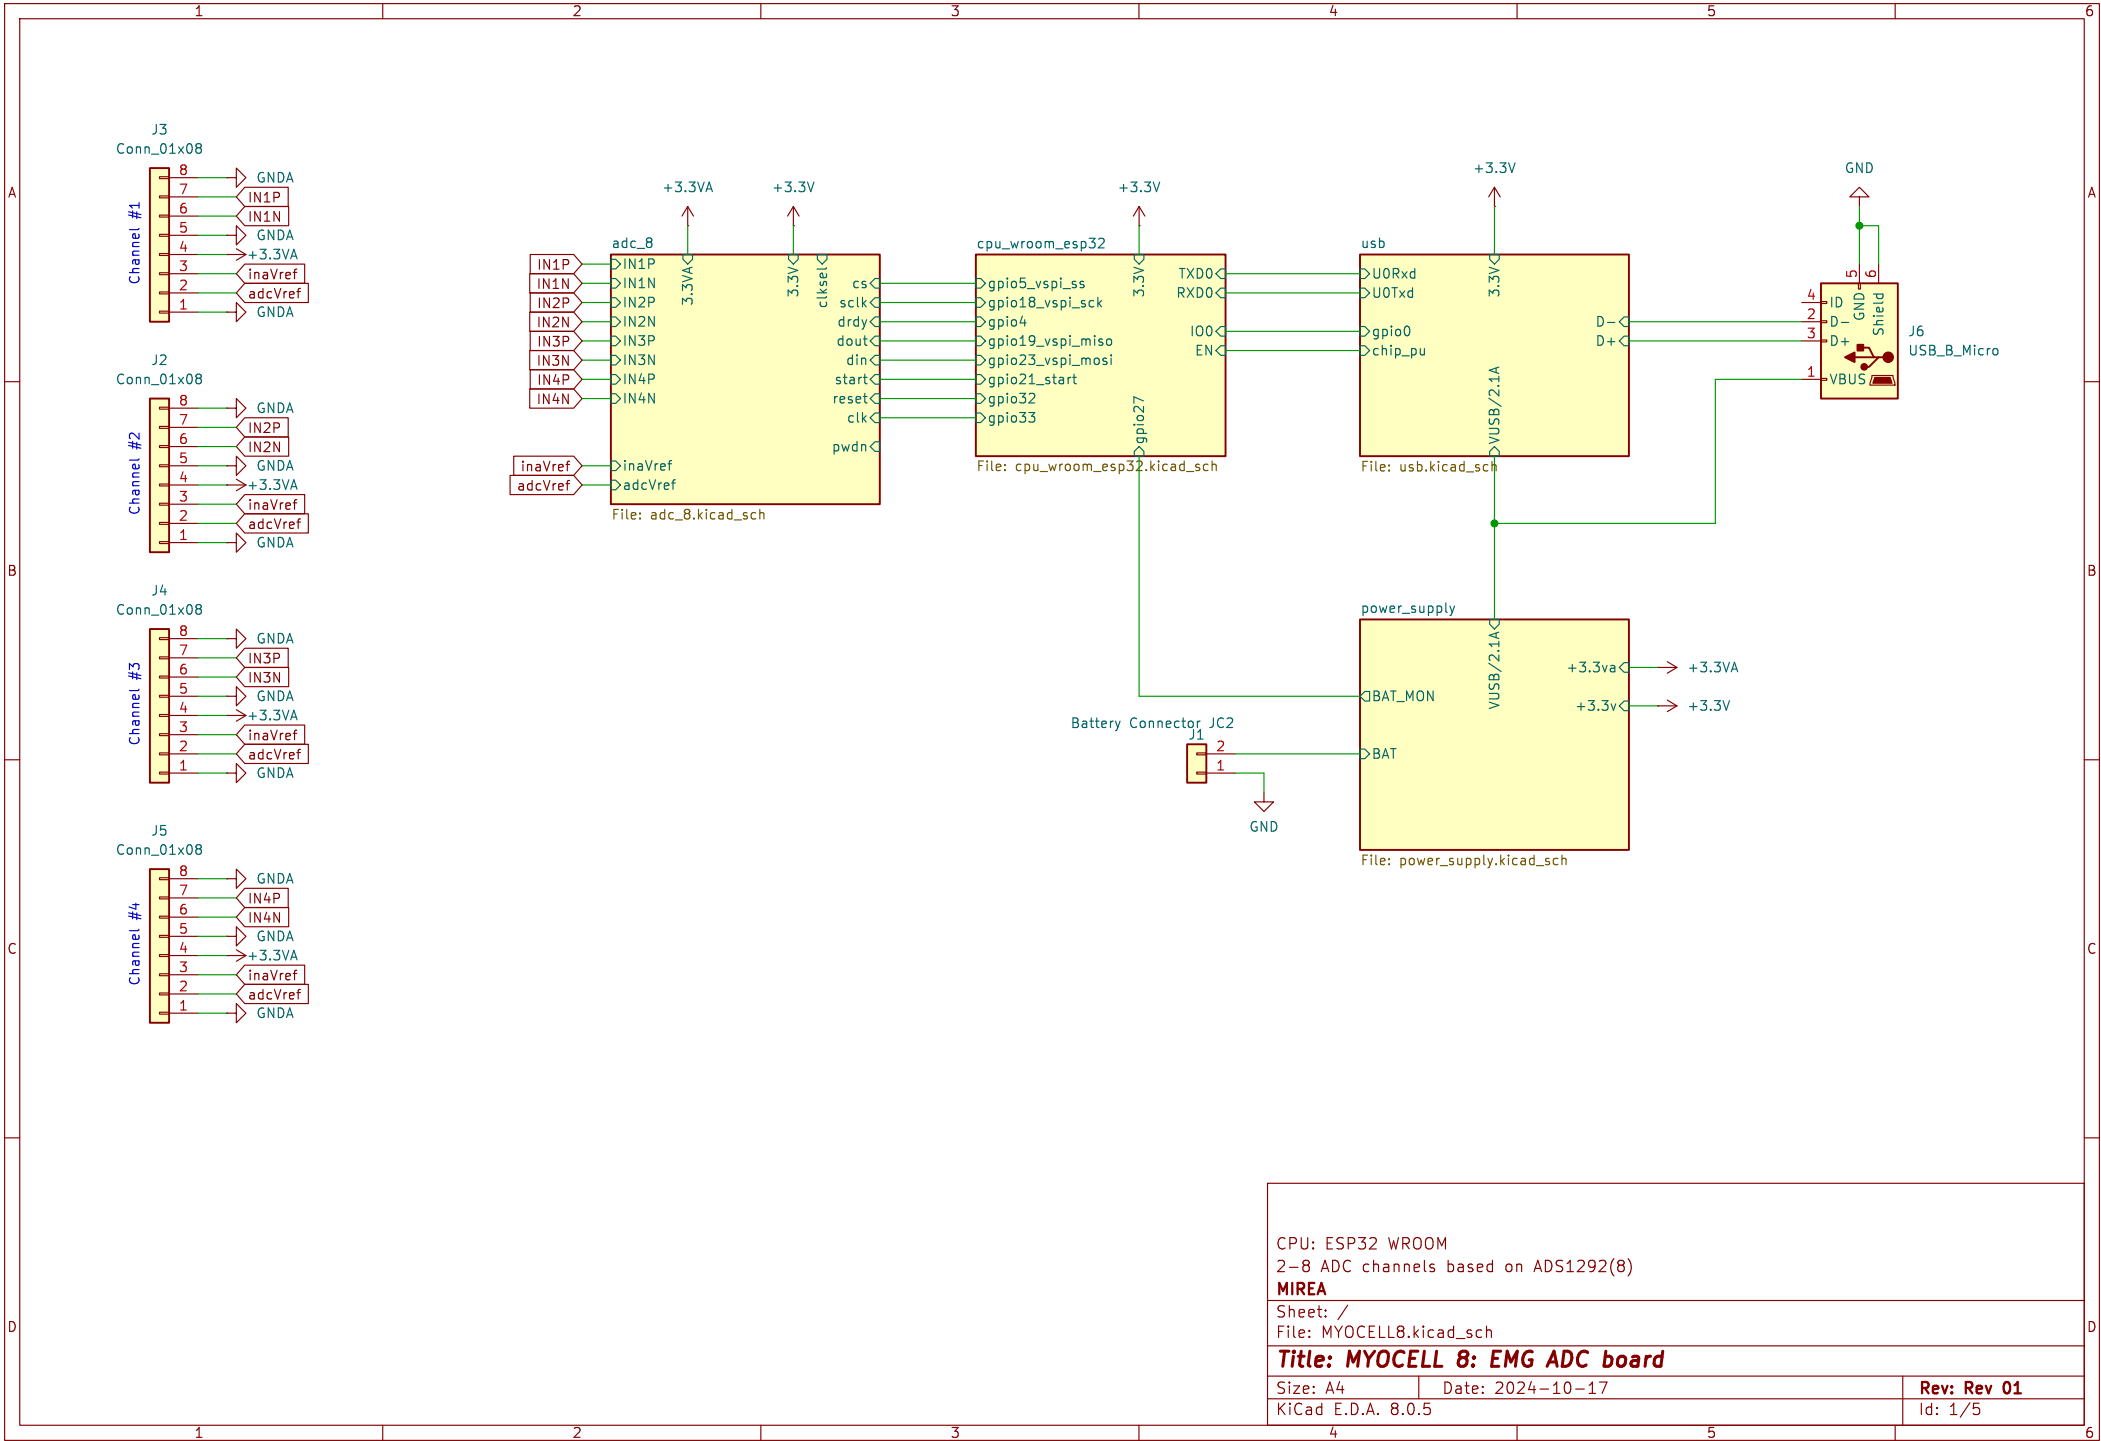 1 2 3 4 5 6
A
B
C
D
J3
Conn_01x08
Channel #1
8 GNDA
7 IN1P
6 IN1N
5 GNDA
4 +3.3VA
3 inaVref
2 adcVref
1 GNDA
J2
Conn_01x08
Channel #2
8 GNDA
7 IN2P
6 IN2N
5 GNDA
4 +3.3VA
3 inaVref
2 adcVref
1 GNDA
J4
Conn_01x08
Channel #3
8 GNDA
7 IN3P
6 IN3N
5 GNDA
4 +3.3VA
3 inaVref
2 adcVref
1 GNDA
J5
Conn_01x08
Channel #4
8 GNDA
7 IN4P
6 IN4N
5 GNDA
4 +3.3VA
3 inaVref
2 adcVref
1 GNDA
+3.3VA +3.3V
adc_8
3.3VA 3.3V clksel
IN1P IN1P
IN1N IN1N
IN2P IN2P
IN2N IN2N
IN3P IN3P
IN3N IN3N
IN4P IN4P
IN4N IN4N
inaVref inaVref
adcVref adcVref
cs
sclk
drdy
dout
din
start
reset
clk
pwdn
File: adc_8.kicad_sch
+3.3V
cpu_wroom_esp32
3.3V
gpio5_vspi_ss
gpio18_vspi_sck
gpio4
gpio19_vspi_miso
gpio23_vspi_mosi
gpio21_start
gpio32
gpio33
gpio27
TXD0
RXD0
IO0
EN
File: cpu_wroom_esp32.kicad_sch
+3.3V
usb
3.3V
U0Rxd
U0Txd
gpio0
chip_pu
D-
D+
VUSB/2.1A
File: usb.kicad_sch
GND
5 6
GND Shield
4 ID
2 D-
3 D+
1 VBUS
J6
USB_B_Micro
power_supply
VUSB/2.1A
+3.3va +3.3VA
+3.3v +3.3V
BAT_MON
BAT
File: power_supply.kicad_sch
Battery Connector JC2
J1
2
1
GND
CPU: ESP32 WROOM
2-8 ADC channels based on ADS1292(8)
MIREA
Sheet: /
File: MYOCELL8.kicad_sch
Title: MYOCELL 8: EMG ADC board
Size: A4 Date: 2024-10-17 Rev: Rev 01
KiCad E.D.A. 8.0.5 Id: 1/5
A
B
C
D
1 2 3 4 5 6